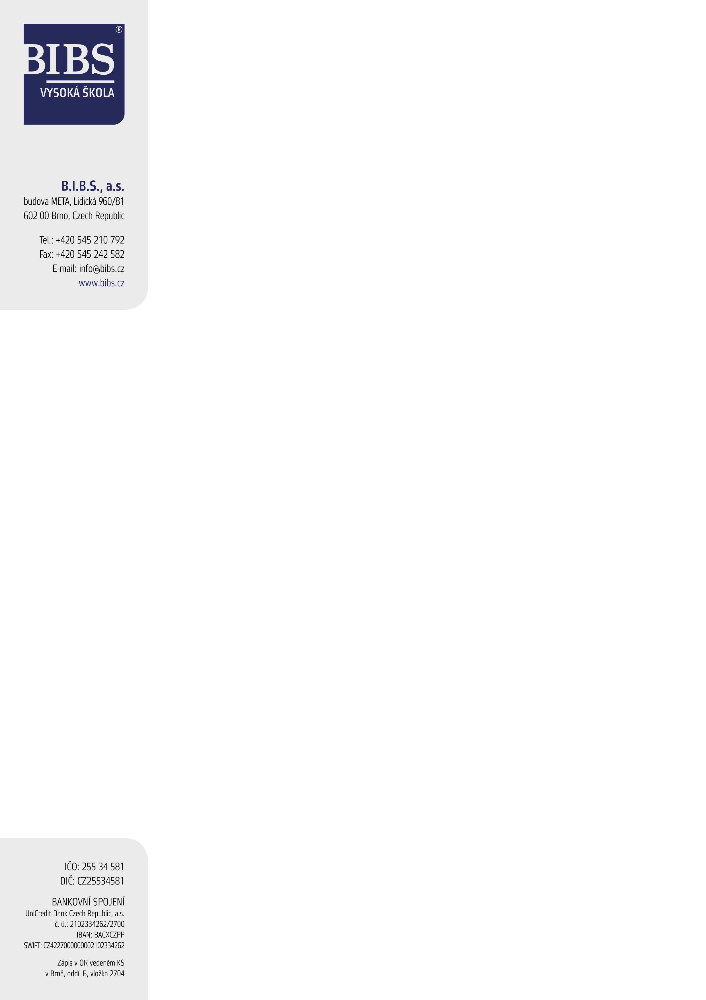 ®
BIBS
VYSOKÁ ŠKOLA
B.I.B.S., a.s.
budova META, Lidická 960/81
602 00 Brno, Czech Republic
Tel.: +420 545 210 792
Fax: +420 545 242 582
E-mail: info@bibs.cz
www.bibs.cz
IČO: 255 34 581
DIČ: CZ25534581
BANKOVNÍ SPOJENÍ
UniCredit Bank Czech Republic, a.s.
č. ú.: 2102334262/2700
IBAN: BACXCZPP
SWIFT: CZ4227000000002102334262
Zápis v OR vedeném KS
v Brně, oddíl B, vložka 2704